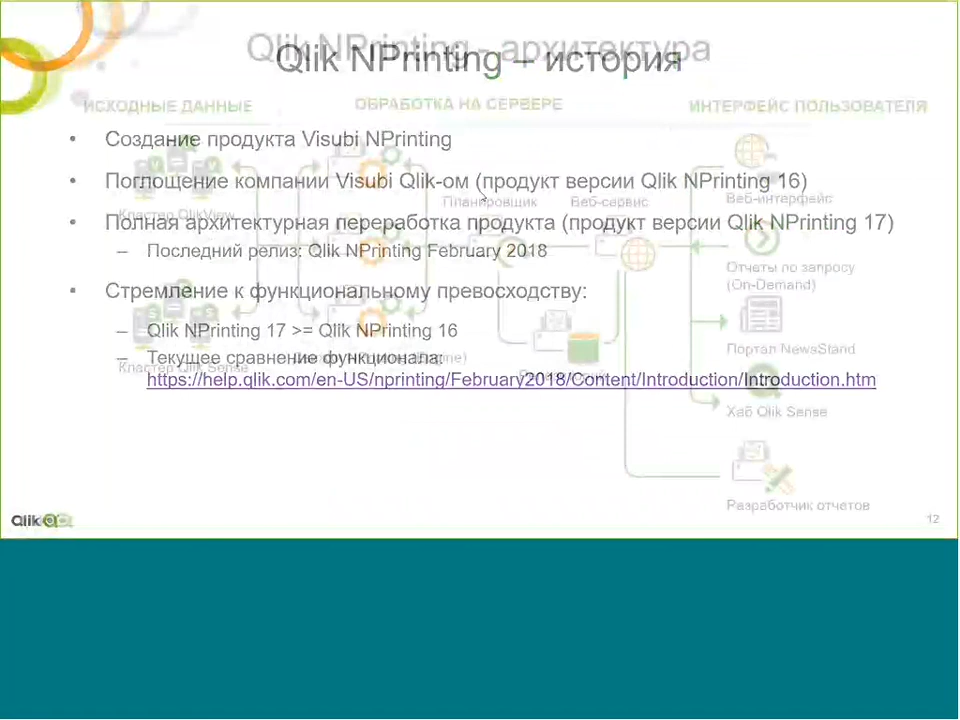 Qlik NPrinting - архитектура
Qlik NPrinting – история
ИСХОДНЫЕ ДАННЫЕ
ОБРАБОТКА НА СЕРВЕРЕ
ИНТЕРФЕЙС ПОЛЬЗОВАТЕЛЯ
• Создание продукта Visubi NPrinting
• Поглощение компании Visubi Qlik-ом (продукт версии Qlik NPrinting 16)
Планировщик
Веб-сервис
Веб-интерфейс
Кластер QlikView
• Полная архитектурная переработка продукта (продукт версии Qlik NPrinting 17)
– Последний релиз: Qlik NPrinting February 2018
Отчеты по запросу
(On-Demand)
• Стремление к функциональному превосходству:
– Qlik NPrinting 17 >= Qlik NPrinting 16
Портал NewsStand
– Текущее сравнение функционала:
Кластер Qlik Sense
https://help.qlik.com/en-US/nprinting/February2018/Content/Introduction/Introduction.htm
Хаб Qlik Sense
Разработчик отчетов
Qlik
12